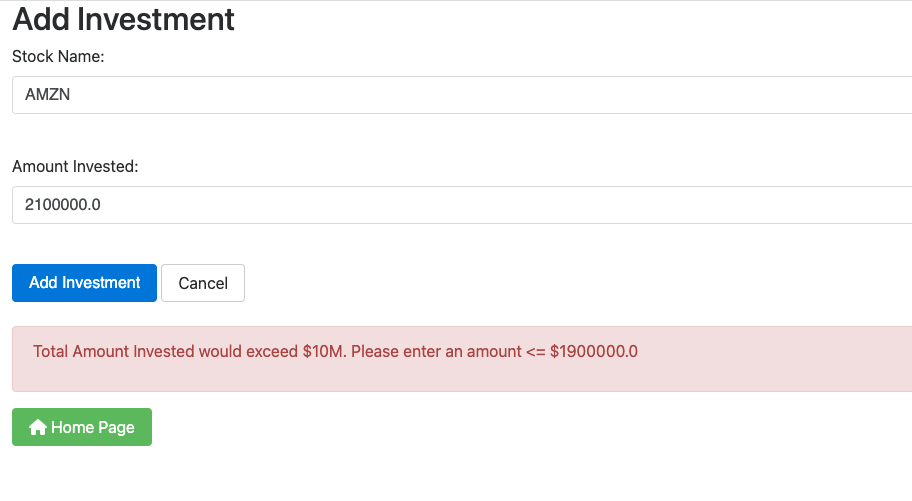 Add Investment
Stock Name:
AMZN
Amount Invested:
2100000.0
Add Investment Cancel
Total Amount Invested would exceed $10M. Please enter an amount <= $1900000.0
Home Page